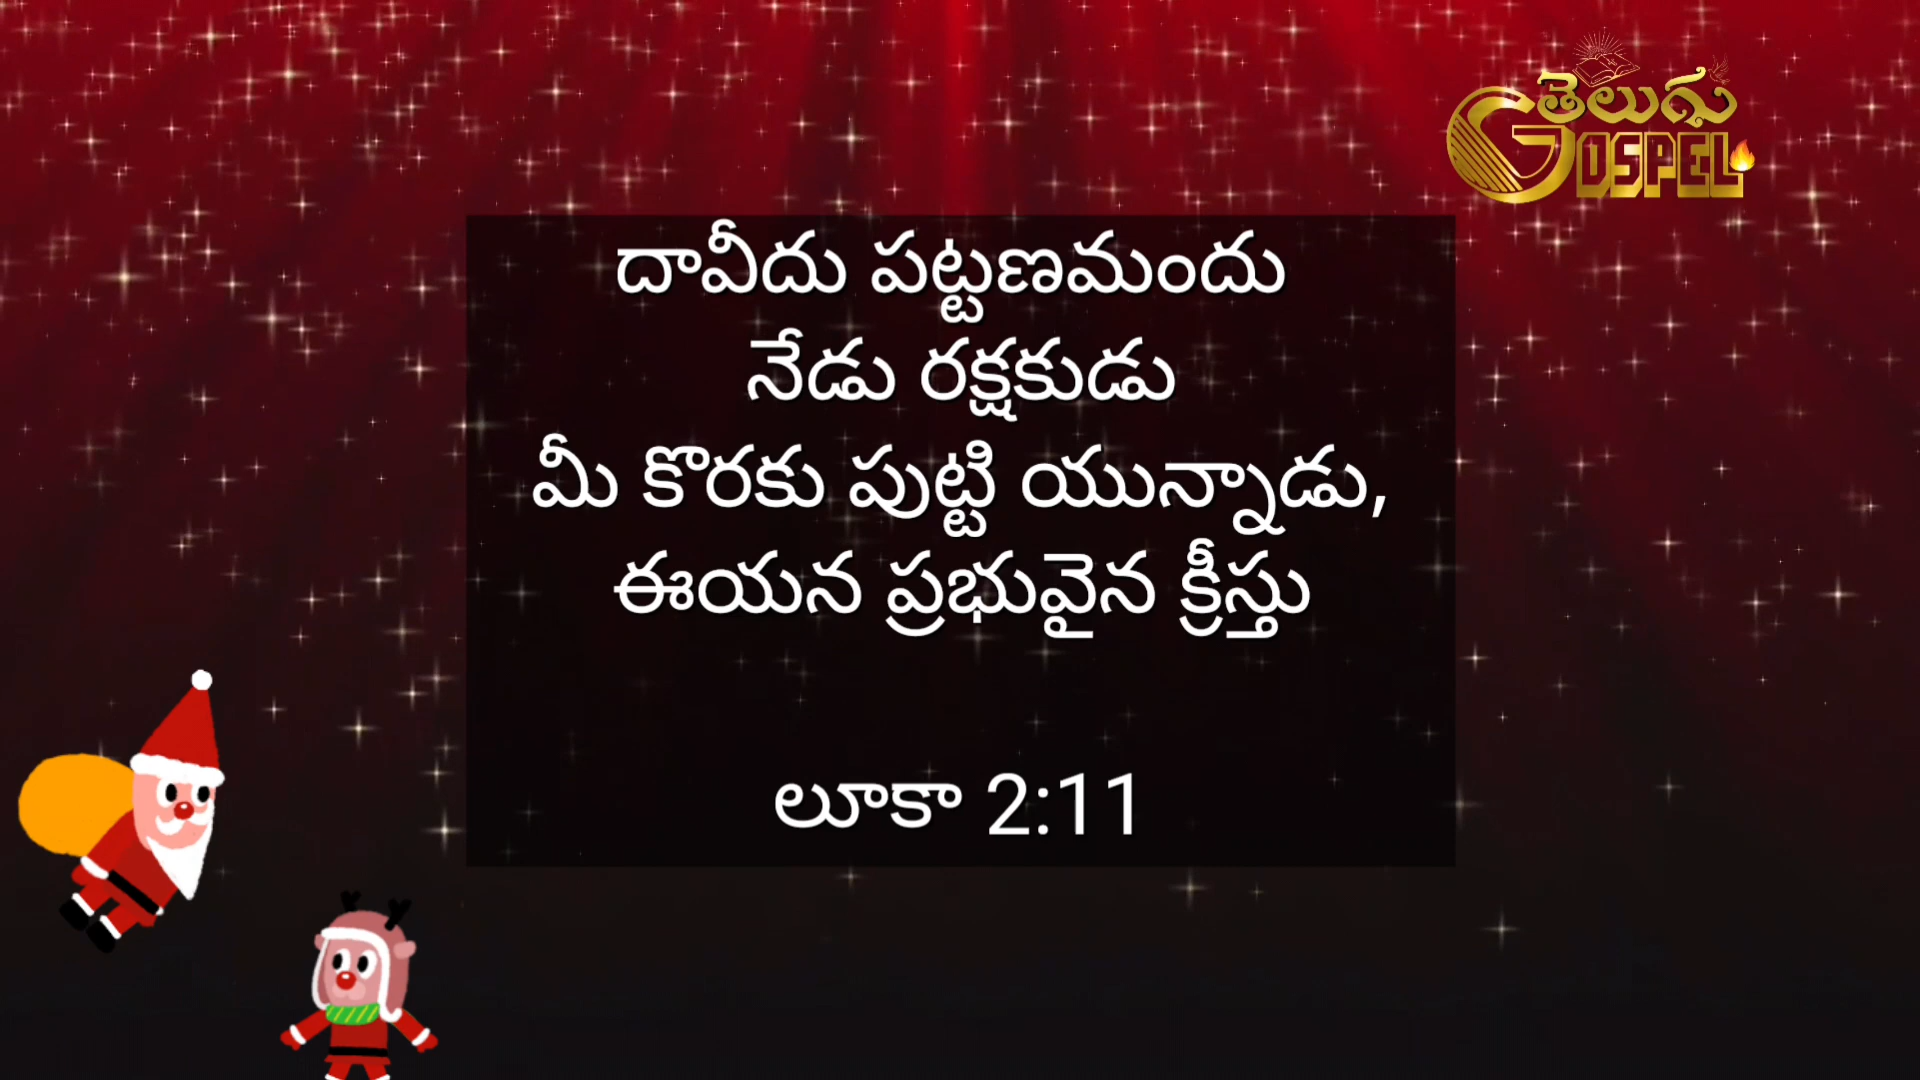 తెలుగు
GOSPEL
దావీదు పట్టణమందు
నేడు రక్షకుడు
మీ కొరకు పుట్టి యున్నాడు,
ఈయన ప్రభువైన క్రీస్తు
లూకా 2:11